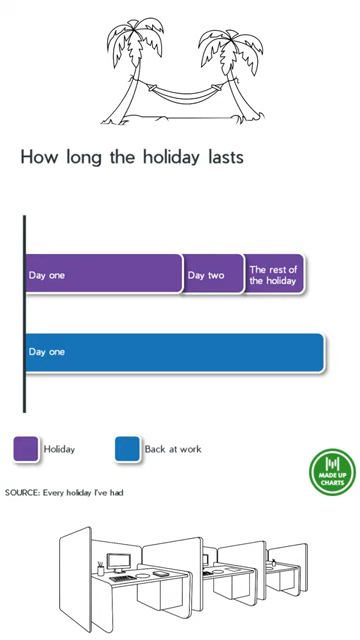 How long the holiday lasts
Day one
Day two
The rest of
the holiday
Day one
Holiday
Back at work
MADE UP
CHARTS
SOURCE: Every holiday I've had